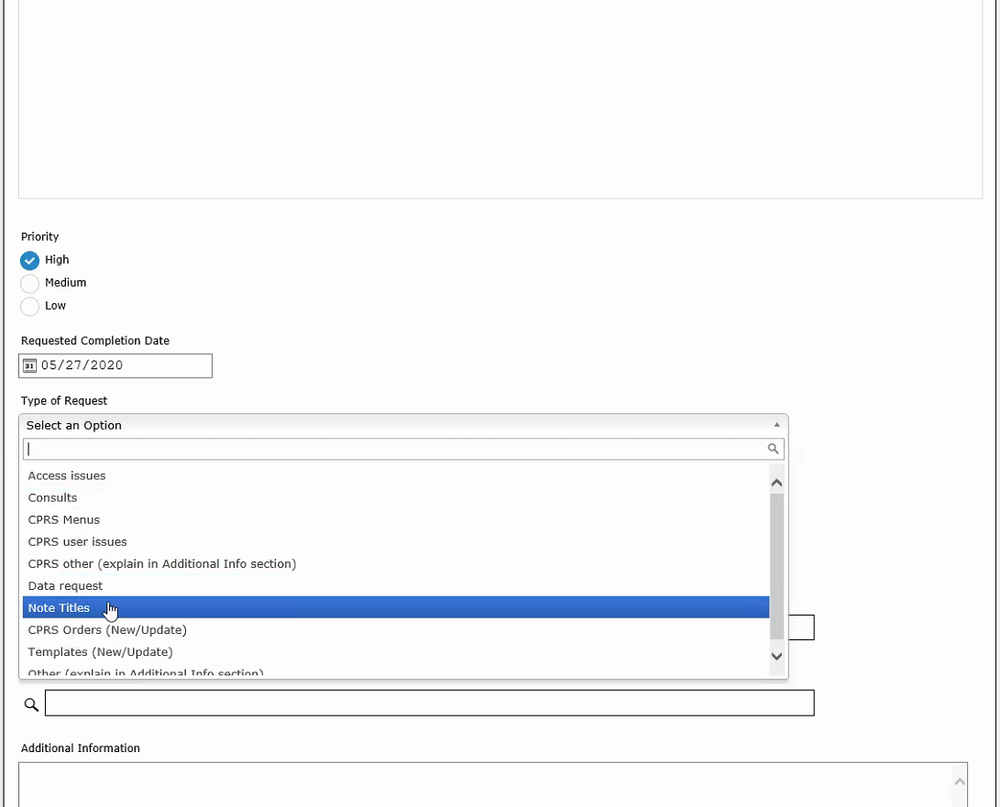 Priority
High
Medium
Low
Requested Completion Date
31 05/27/2020
Type of Request
Select an Option
Access issues
Consults
CPRS Menus
CPRS user issues
CPRS other (explain in Additional Info section)
Data request
Note Titles
CPRS Orders (New/Update)
Templates (New/Update)
Other (explain in Additional Info section)
Additional Information